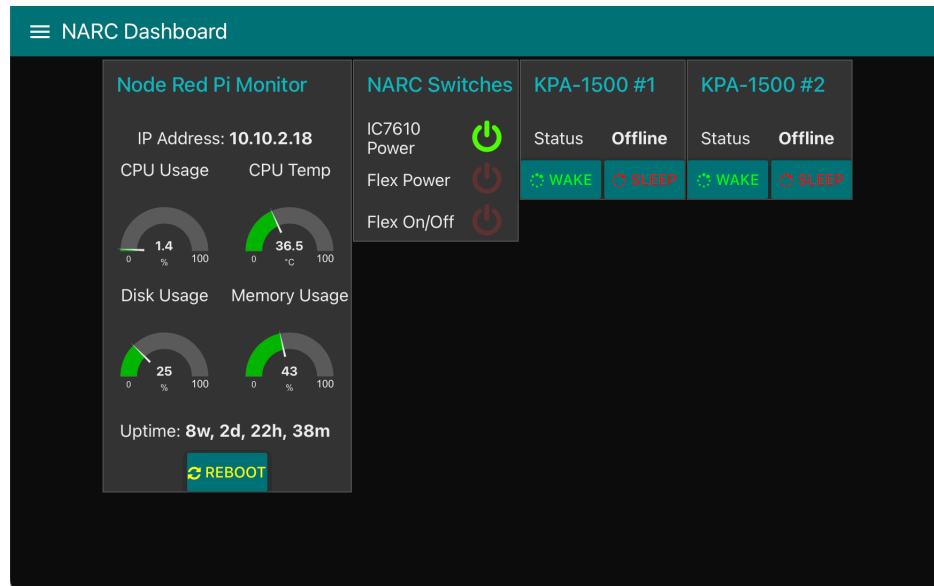 NARC Dashboard
Node Red Pi Monitor
IP Address: 10.10.2.18
CPU Usage CPU Temp
1.4
0 % 100
36.5
0 °C 100
Disk Usage Memory Usage
25
0 % 100
43
0 % 100
Uptime: 8w, 2d, 22h, 38m
REBOOT
NARC Switches
IC7610
Power
Flex Power
Flex On/Off
KPA-1500 #1
Status Offline
WAKE SLEEP
KPA-1500 #2
Status Offline
WAKE SLEEP